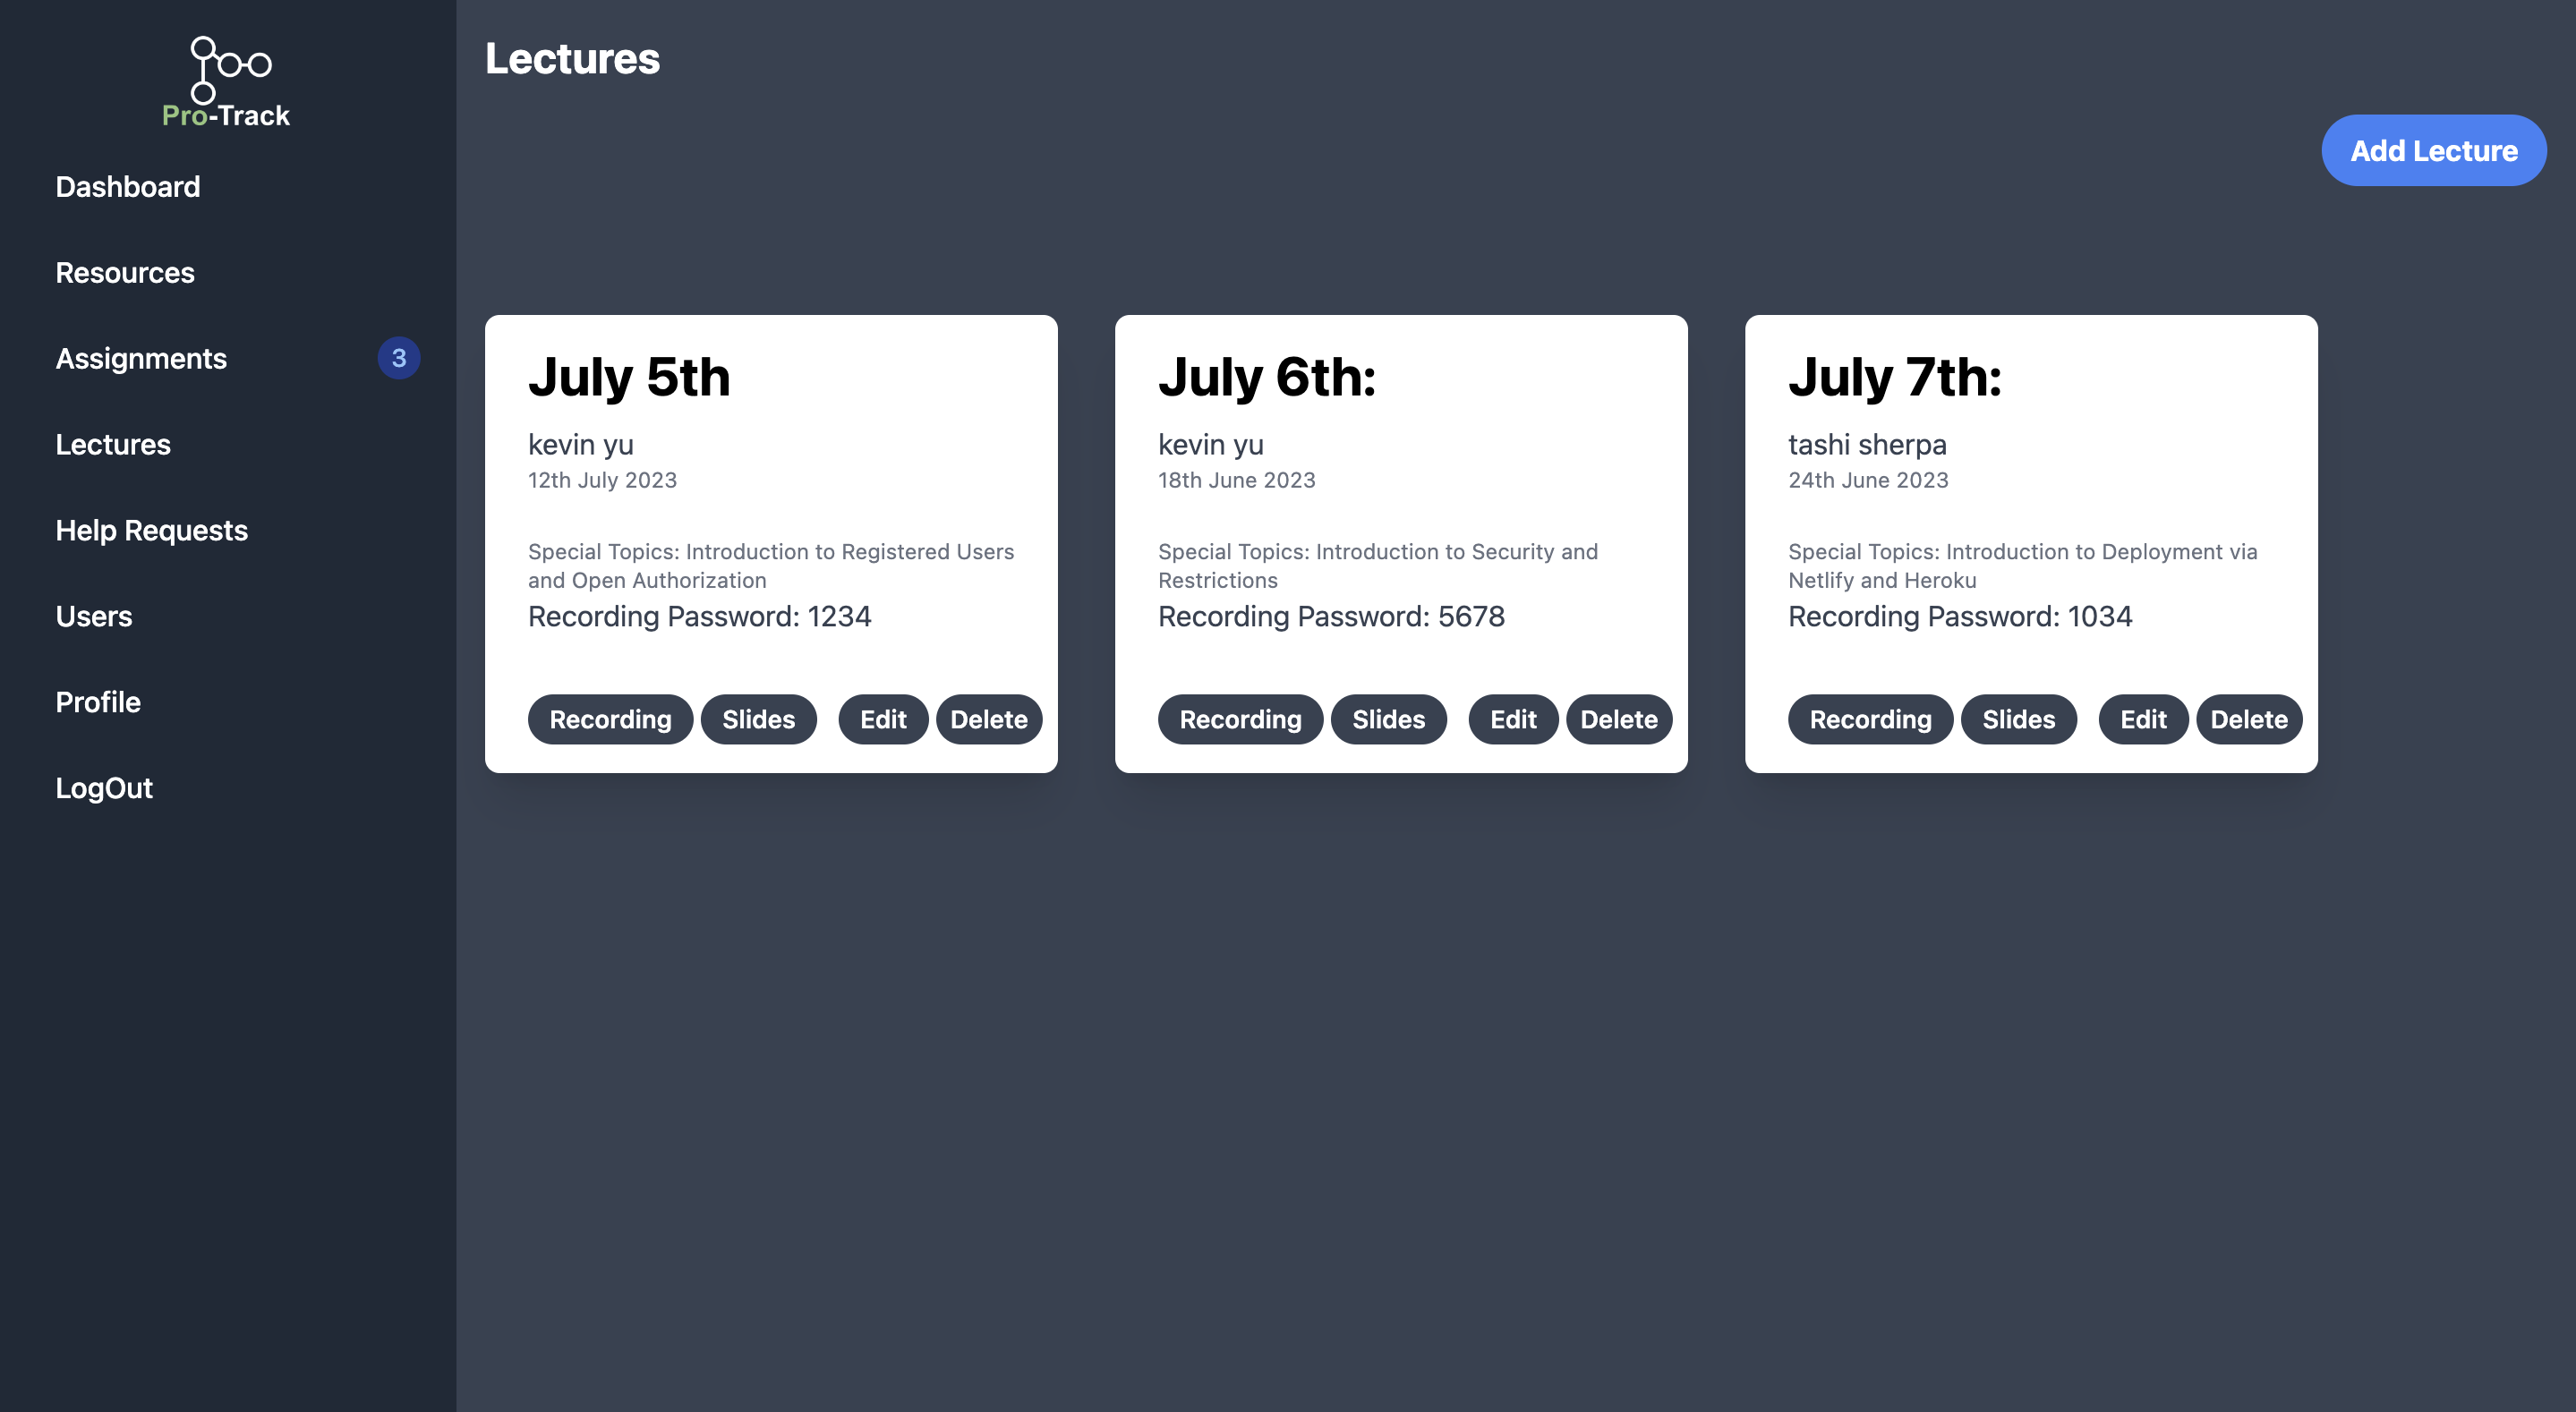 Pro-Track
Dashboard
Resources
Assignments 3
Lectures
Help Requests
Users
Profile
LogOut
Lectures
Add Lecture
July 5th
kevin yu
12th July 2023
Special Topics: Introduction to Registered Users
and Open Authorization
Recording Password: 1234
Recording Slides Edit Delete
July 6th:
kevin yu
18th June 2023
Special Topics: Introduction to Security and
Restrictions
Recording Password: 5678
Recording Slides Edit Delete
July 7th:
tashi sherpa
24th June 2023
Special Topics: Introduction to Deployment via
Netlify and Heroku
Recording Password: 1034
Recording Slides Edit Delete